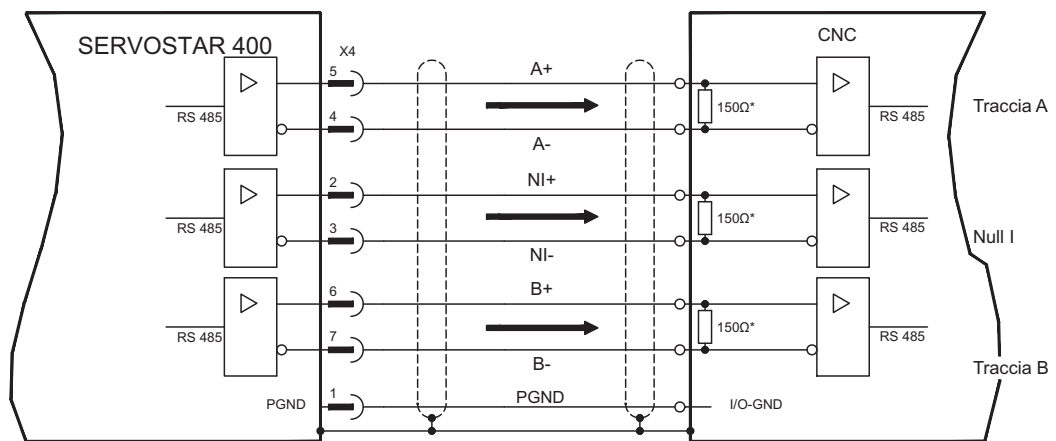 SERVOSTAR 400
X4
CNC
5
A+
150Ω*
RS 485
RS 485
Traccia A
4
A-
2
NI+
150Ω*
RS 485
RS 485
Null I
3
NI-
6
B+
150Ω*
RS 485
RS 485
7
B-
Traccia B
PGND
1
PGND
I/O-GND